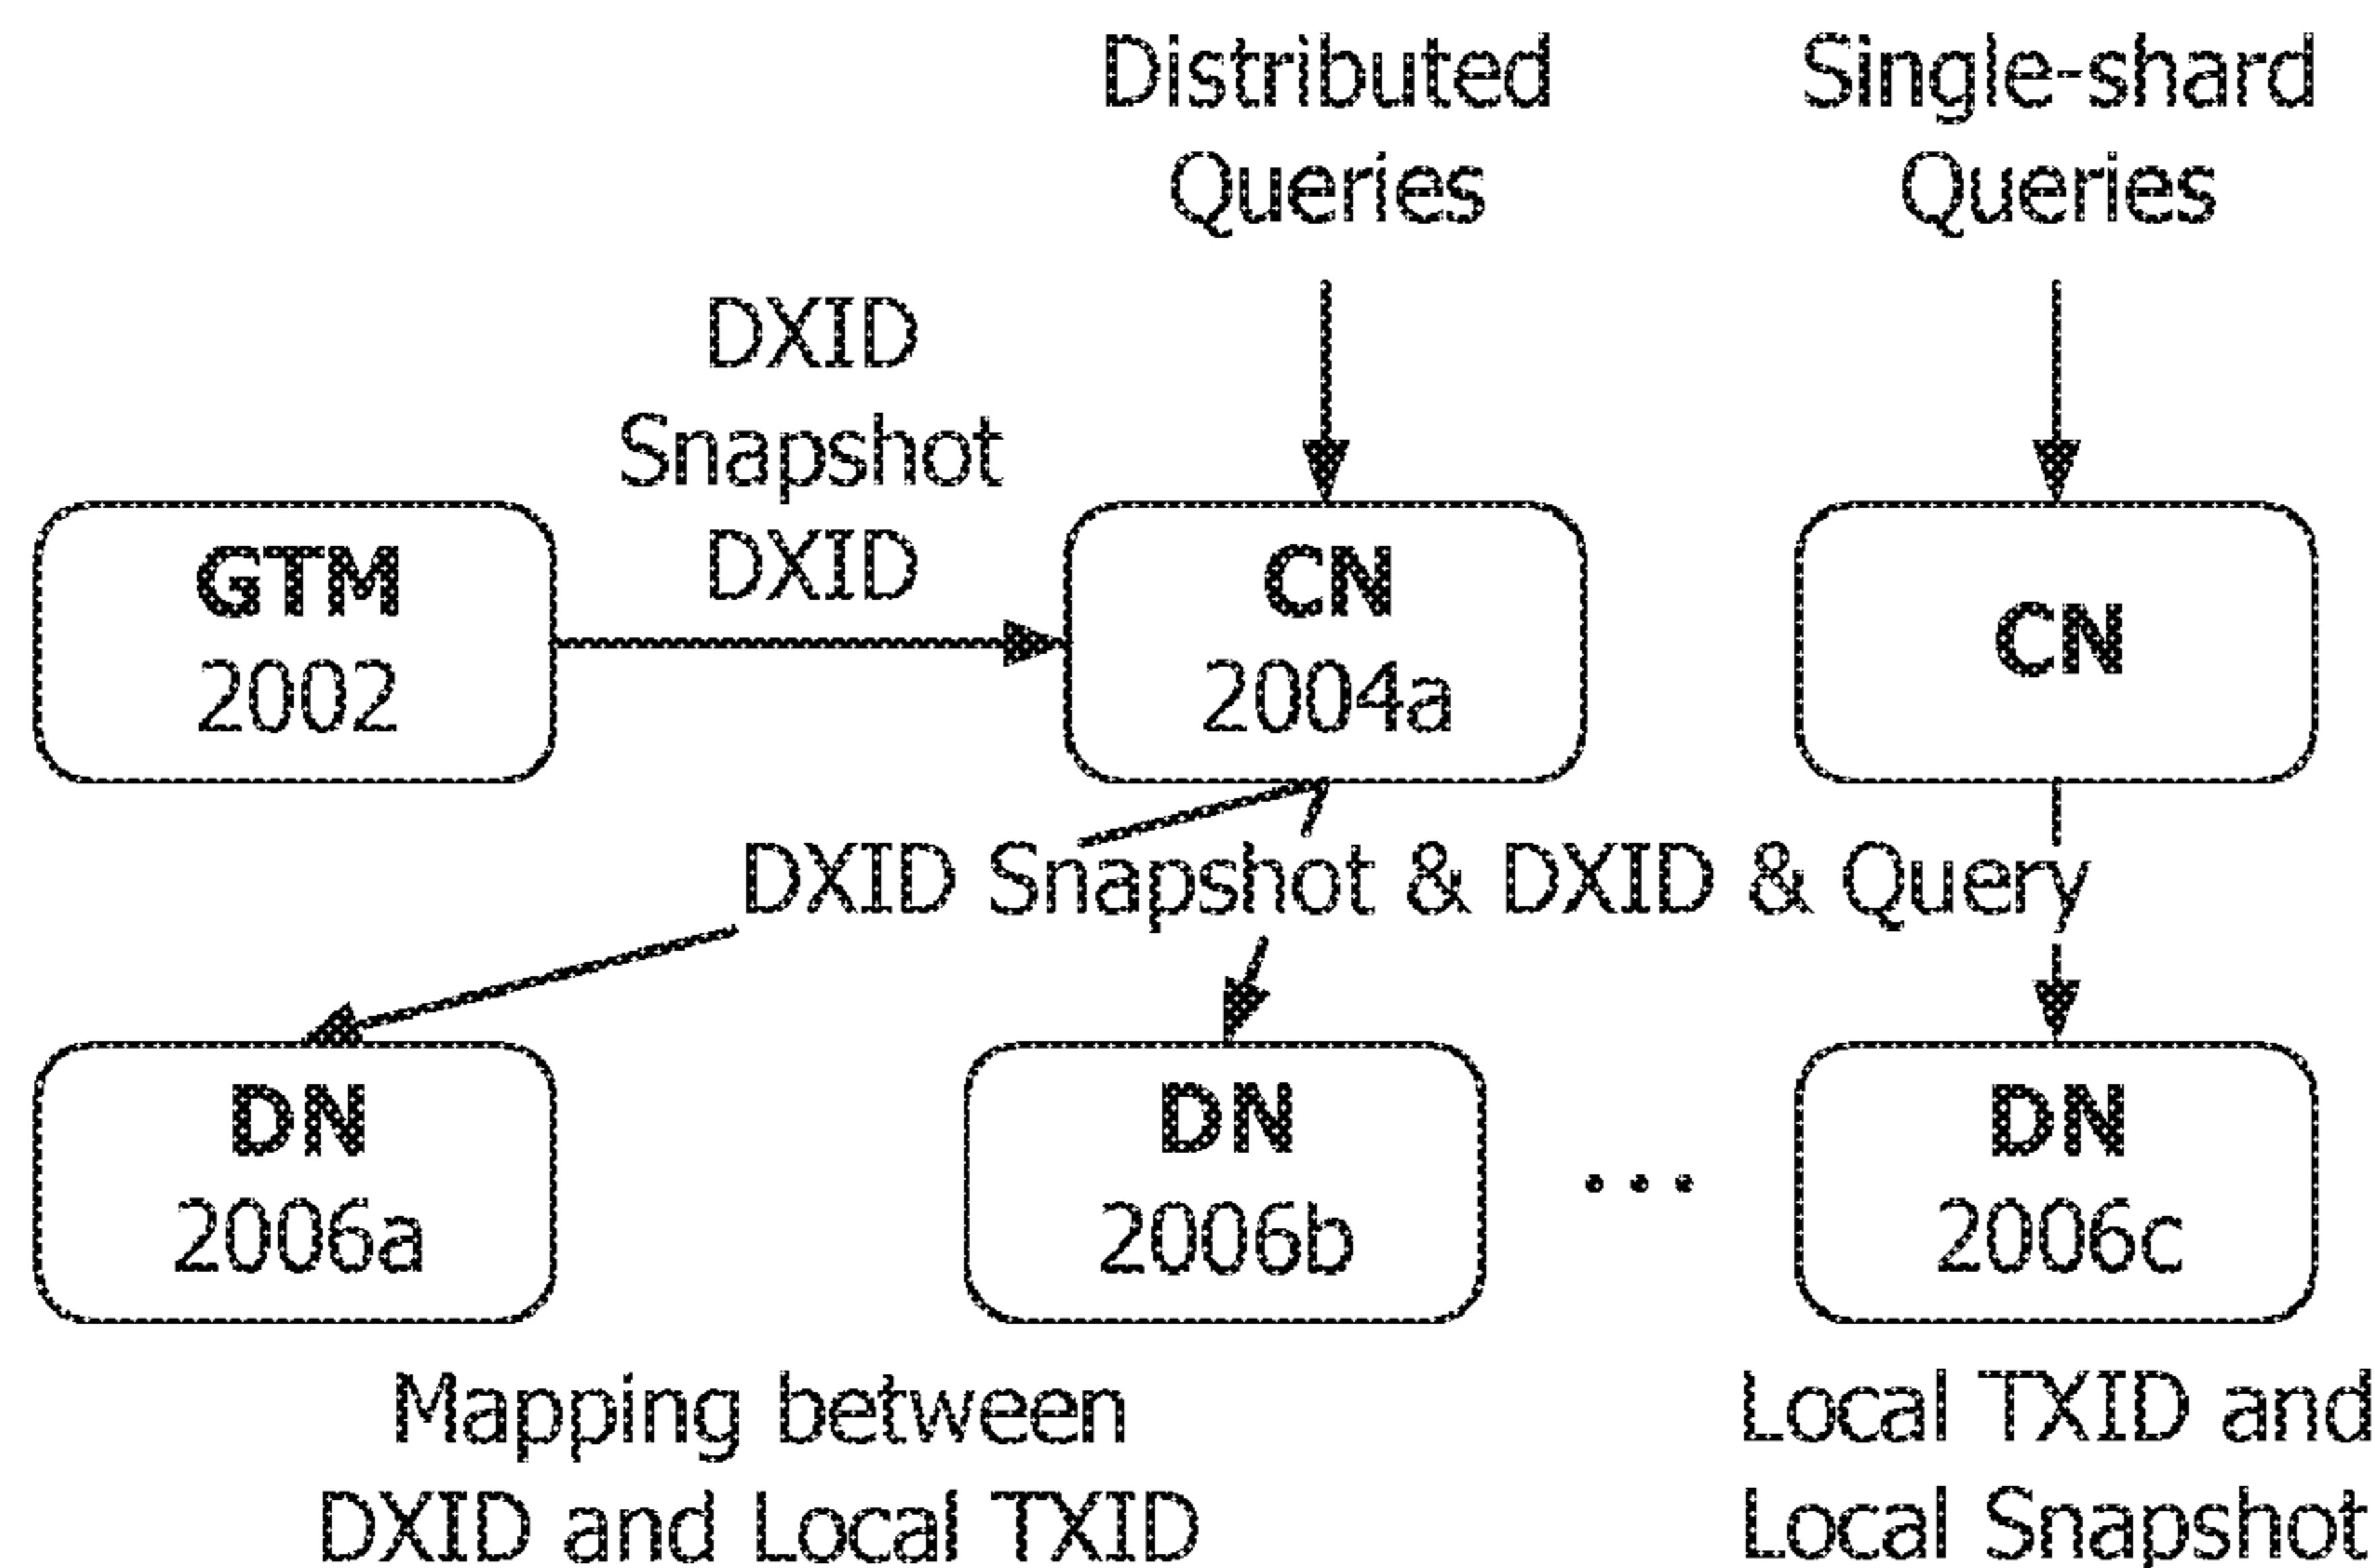 Distributed
Queries
Single-shard
Queries
DXID
Snapshot
DXID
GTM
2002
CN
2004a
CN
DXID Snapshot & DXID & Query
DN
2006a
DN
2006b
...
DN
2006c
Mapping between
DXID and Local TXID
Local TXID and
Local Snapshot